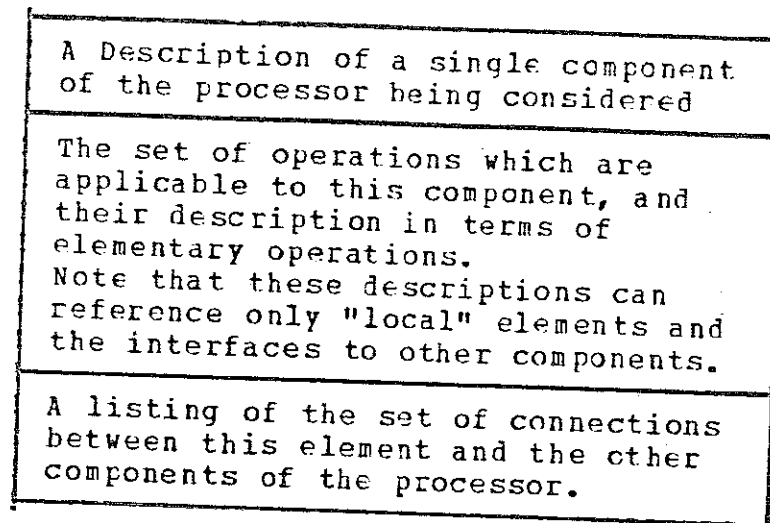 A Description of a single component
of the processor being considered
The set of operations which are
applicable to this component, and
their description in terms of
elementary operations.
Note that these descriptions can
reference only "local" elements and
the interfaces to other components.
A listing of the set of connections
between this element and the other
components of the processor.